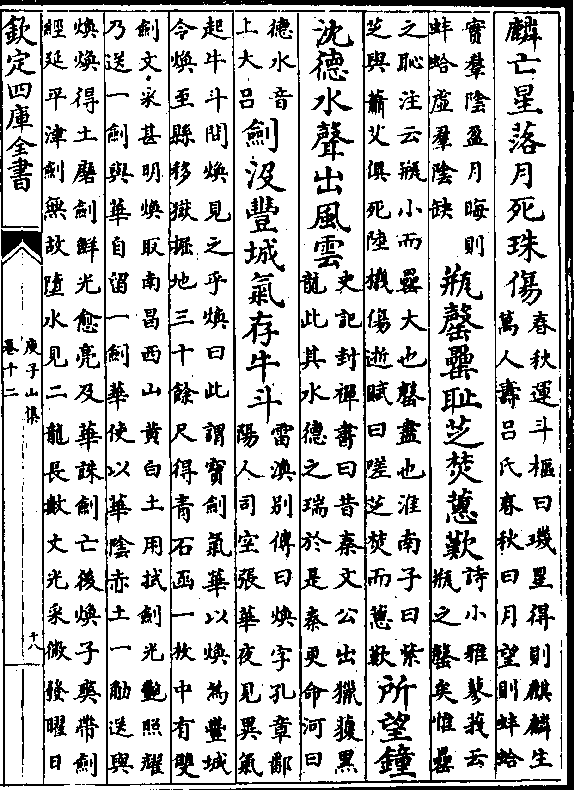 麟亡星落月死珠傷
春秋運斗樞曰璣星得則麒麟生
萬人壽呂氏春秋曰月望則蚌蛤
實羣陰盈月晦則
蚌蛤虛羣陰缺
瓶罄罍恥芝焚蕙歎
詩小雅蓼莪云
瓶之罄矣惟罍
之恥注云瓶小而罍大也罄盡也淮南子曰紫
芝與蕭艾俱死陸機傷逝賦曰嗟芝焚而蕙歎
所望鐘
沈德水聲出風雲
史記封禪書曰昔秦文公出獵獲黑
龍此其水德之瑞於是秦更命河曰
德水音
上大呂
劍沒豐城氣存牛斗
雷渙別傳曰煥字孔章鄱
陽人司空張華夜見異氣
起牛斗間煥見之乎煥曰此謂寶劍氣華以煥為豐城
令煥至縣移獄掘地三十餘尺得青石函一枚中有雙
劍文采甚明煥取南昌西山黃白土用拭劍光艷照耀
乃送一劍與華自留一劍華使以華陰赤土一觔送與
煥煥得土磨劍鮮光愈亮及華誅劍亡後煥子爽帶劍
經延平津劍無故墮水見二龍長數丈光采微發曜日
欽定四庫全書
庚子山集
卷十二
十八